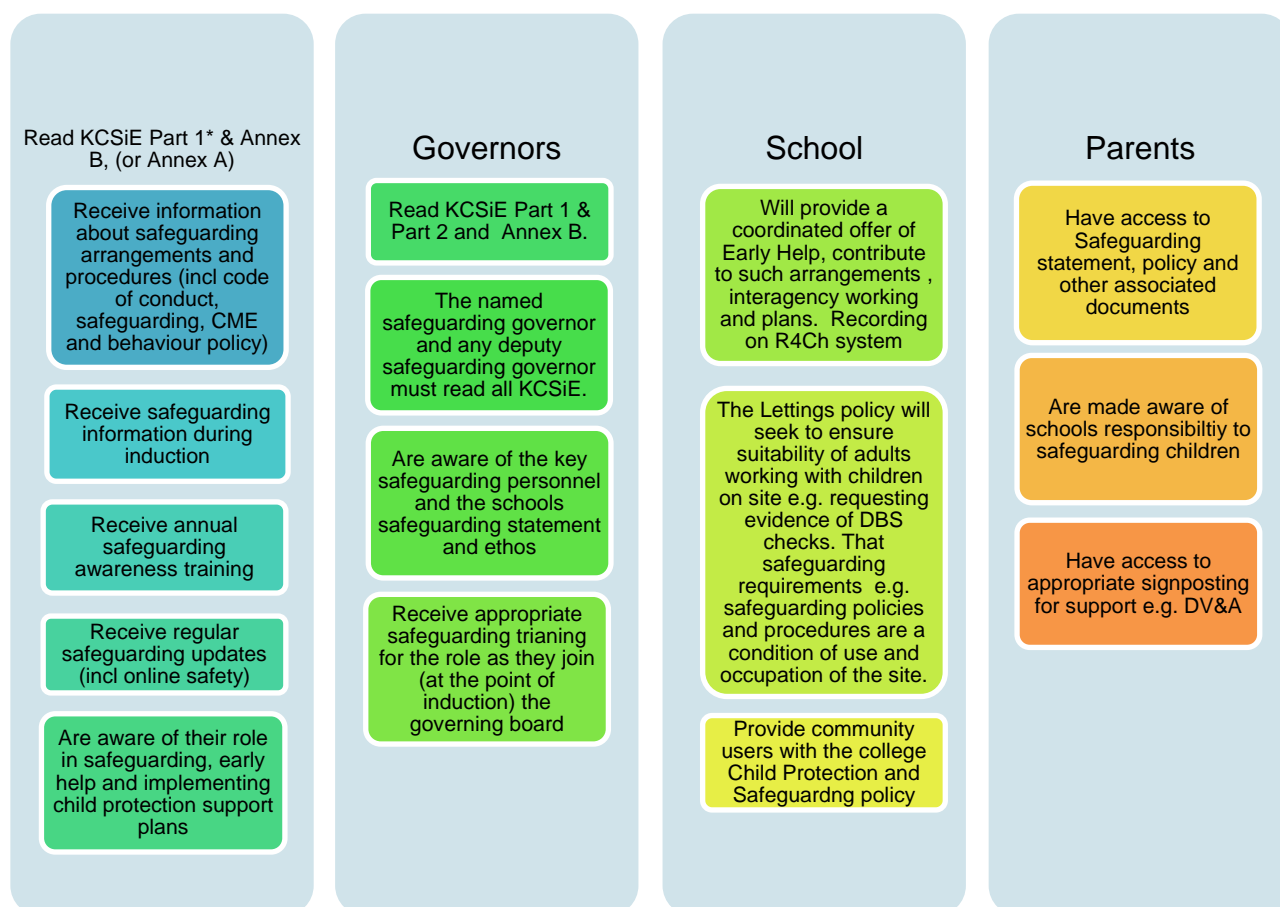 Read KCSiE Part 1* & Annex
B, (or Annex A)
Receive information
about safeguarding
arrangements and
procedures (incl code
of conduct,
safeguarding, CME
and behaviour policy)
Receive safeguarding
information during
induction
Receive annual
safeguarding
awareness training
Receive regular
safeguarding updates
(incl online safety)
Are aware of their role
in safeguarding, early
help and implementing
child protection support
plans
Governors
Read KCSiE Part 1 &
Part 2 and Annex B.
The named
safeguarding governor
and any deputy
safeguarding governor
must read all KCSiE.
Are aware of the key
safeguarding personnel
and the schools
safeguarding statement
and ethos
Receive appropriate
safeguarding trianing
for the role as they join
(at the point of
induction) the
governing board
School
Will provide a
coordinated offer of
Early Help, contribute
to such arrangements ,
interagency working
and plans. Recording
on R4Ch system
The Lettings policy will
seek to ensure
suitability of adults
working with children
on site e.g. requesting
evidence of DBS
checks. That
safeguarding
requirements e.g.
safeguarding policies
and procedures are a
condition of use and
occupation of the site.
Provide community
users with the college
Child Protection and
Safeguardng policy
Parents
Have access to
Safeguarding
statement, policy and
other associated
documents
Are made aware of
schools responsibiltiy to
safeguarding children
Have access to
appropriate signposting
for support e.g. DV&A